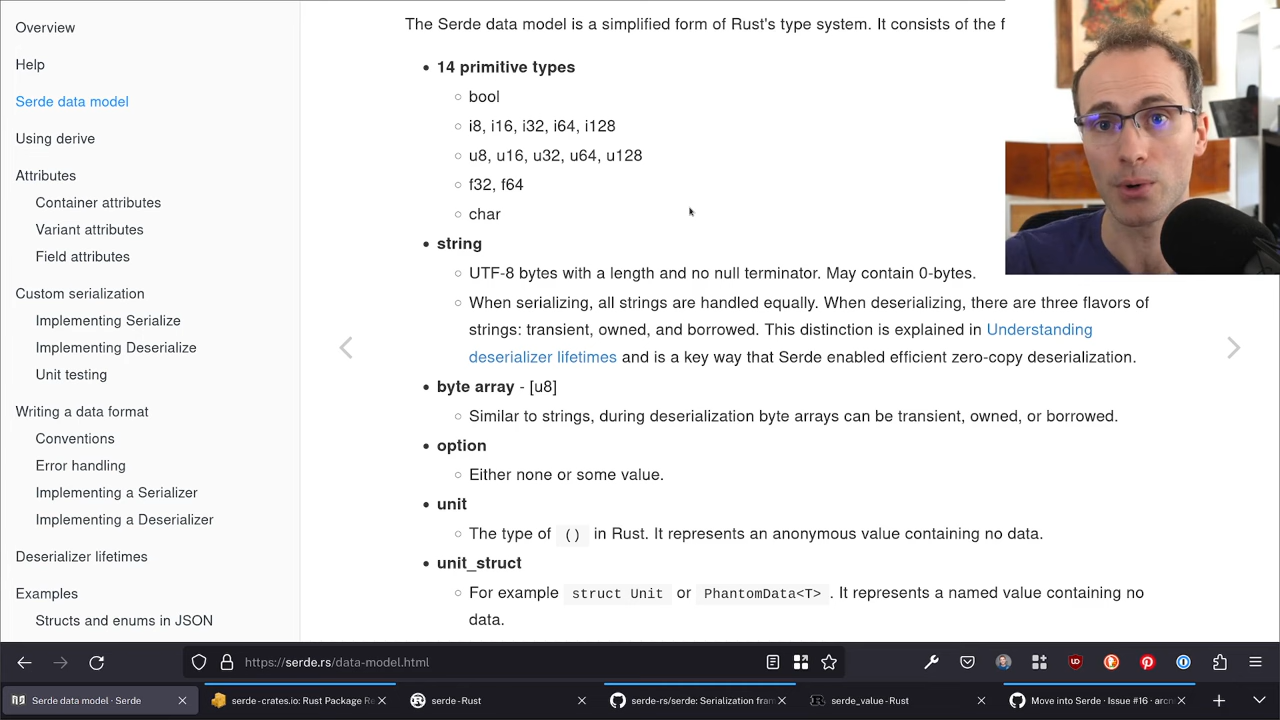 Overview
Help
Serde data model
Using derive
Attributes
Container attributes
Variant attributes
Field attributes
Custom serialization
Implementing Serialize
Implementing Deserialize
Unit testing
Writing a data format
Conventions
Error handling
Implementing a Serializer
Implementing a Deserializer
Deserializer lifetimes
Examples
Structs and enums in JSON
The Serde data model is a simplified form of Rust's type system. It consists of the f
14 primitive types
bool
i8, i16, i32, i64, i128
u8, u16, u32, u64, u128
f32, f64
char
string
UTF-8 bytes with a length and no null terminator. May contain 0-bytes.
When serializing, all strings are handled equally. When deserializing, there are three flavors of
strings: transient, owned, and borrowed. This distinction is explained in Understanding
deserializer lifetimes and is a key way that Serde enabled efficient zero-copy deserialization.
byte array - [u8]
Similar to strings, during deserialization byte arrays can be transient, owned, or borrowed.
option
Either none or some value.
unit
The type of () in Rust. It represents an anonymous value containing no data.
unit_struct
For example struct Unit or PhantomData<T>. It represents a named value containing no
data.
https://serde.rs/data-model.html
Serde data model · Serde
serde - crates.io: Rust Package Re
serde - Rust
serde-rs/serde: Serialization fram
serde_value - Rust
Move into Serde · Issue #16 · arcn